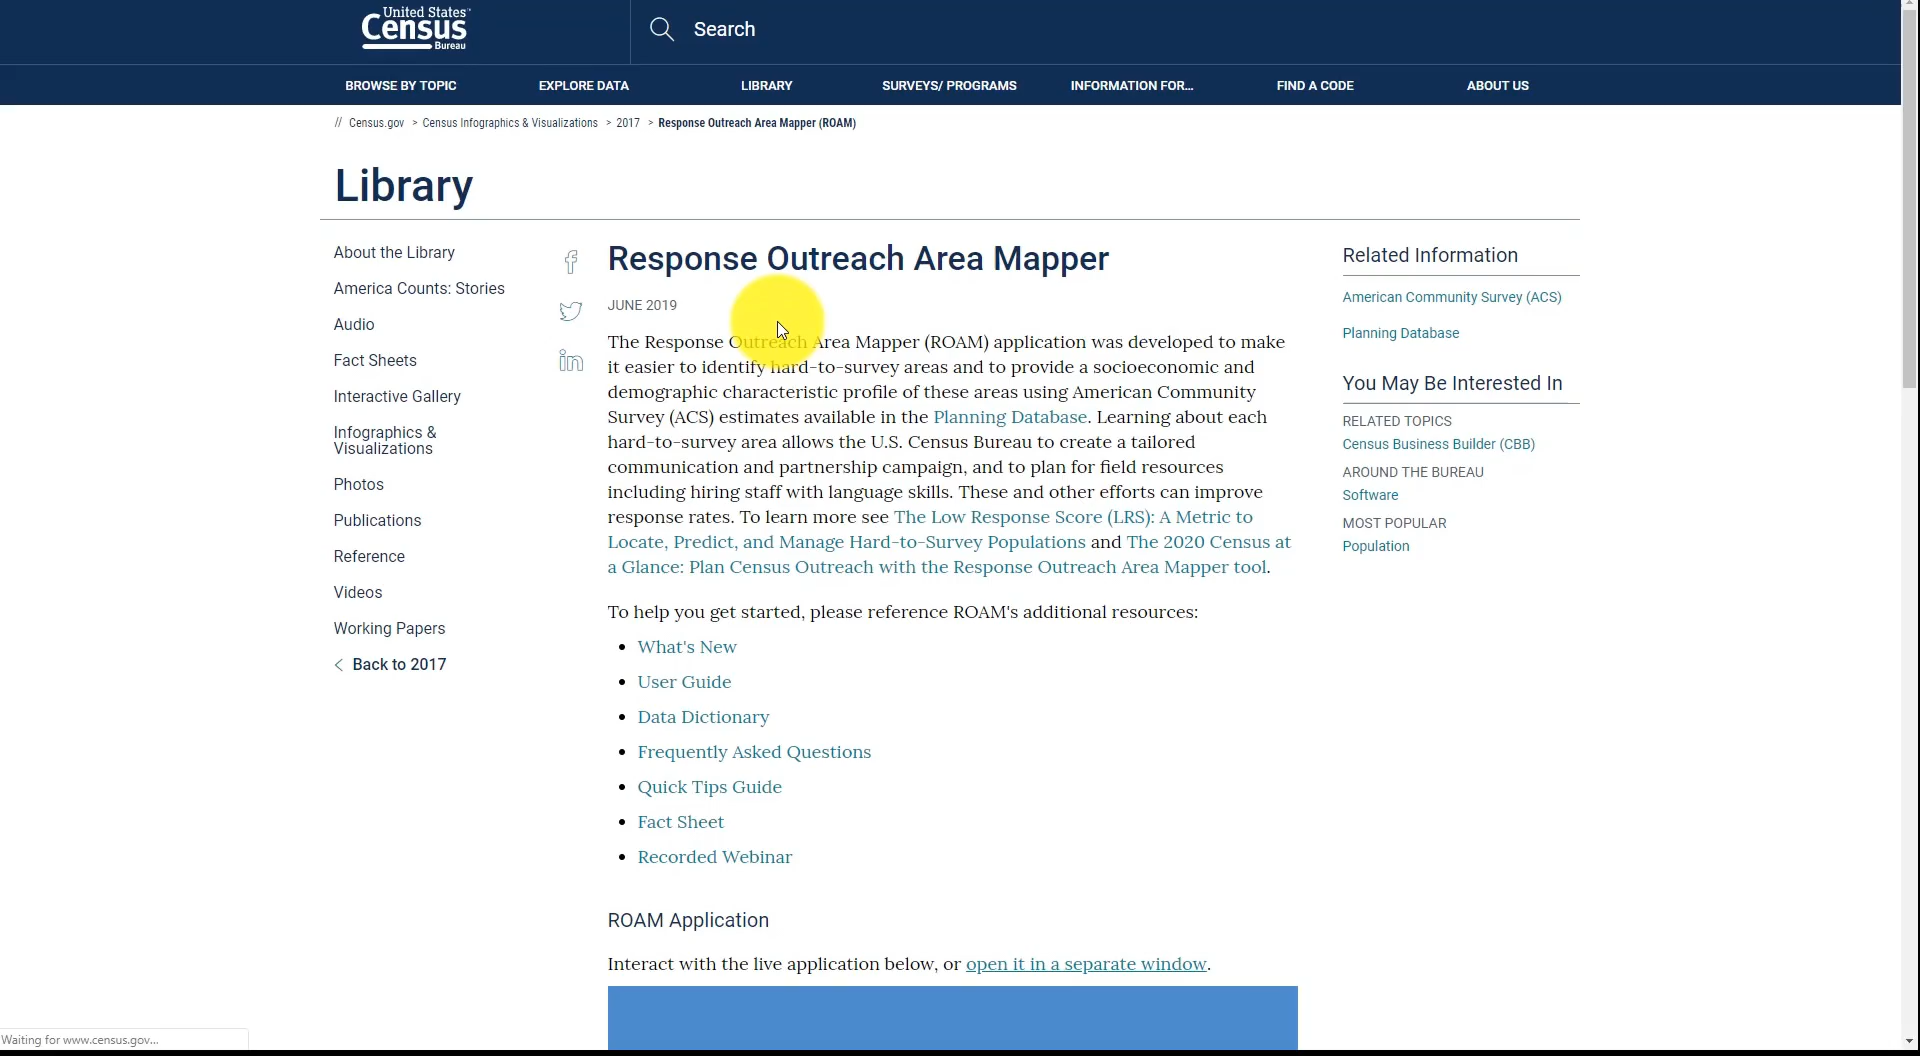 United States™
Census
Bureau
Search
BROWSE BY TOPIC
EXPLORE DATA
LIBRARY
SURVEYS/ PROGRAMS
INFORMATION FOR...
FIND A CODE
ABOUT US
// Census.gov > Census Infographics & Visualizations > 2017 > Response Outreach Area Mapper (ROAM)
Library
About the Library
America Counts: Stories
Audio
Fact Sheets
Interactive Gallery
Infographics &
Visualizations
Photos
Publications
Reference
Videos
Working Papers
< Back to 2017
Response Outreach Area Mapper
JUNE 2019
The Response Outreach Area Mapper (ROAM) application was developed to make
it easier to identify hard-to-survey areas and to provide a socioeconomic and
demographic characteristic profile of these areas using American Community
Survey (ACS) estimates available in the Planning Database. Learning about each
hard-to-survey area allows the U.S. Census Bureau to create a tailored
communication and partnership campaign, and to plan for field resources
including hiring staff with language skills. These and other efforts can improve
response rates. To learn more see The Low Response Score (LRS): A Metric to
Locate, Predict, and Manage Hard-to-Survey Populations and The 2020 Census at
a Glance: Plan Census Outreach with the Response Outreach Area Mapper tool.
To help you get started, please reference ROAM's additional resources:
• What's New
• User Guide
• Data Dictionary
• Frequently Asked Questions
• Quick Tips Guide
• Fact Sheet
• Recorded Webinar
ROAM Application
Interact with the live application below, or open it in a separate window.
Related Information
American Community Survey (ACS)
Planning Database
You May Be Interested In
RELATED TOPICS
Census Business Builder (CBB)
AROUND THE BUREAU
Software
MOST POPULAR
Population
Waiting for www.census.gov...